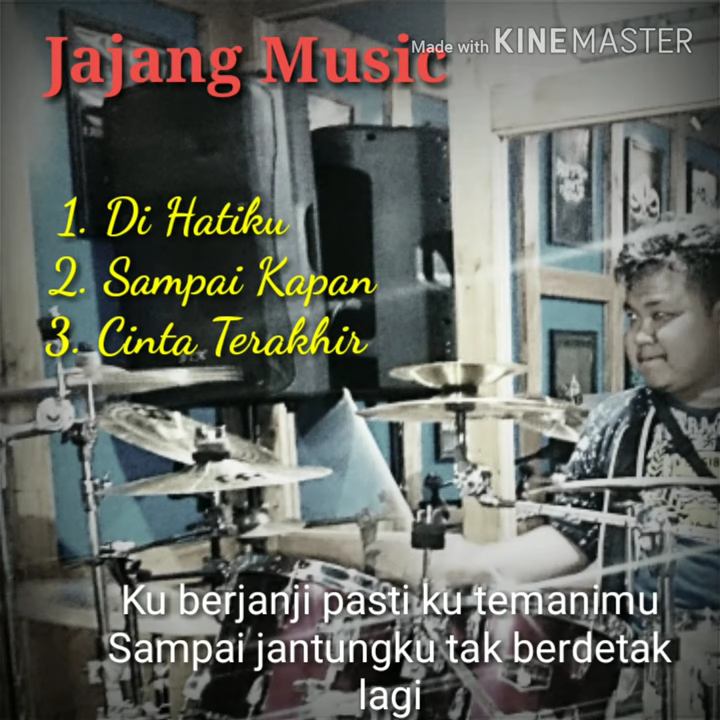 Jajang Music
Made with KINEMASTER
1. Di Hatiku
2. Sampai Kapan
3. Cinta Terakhir
Ku berjanji pasti ku temanimu
Sampai jantungku tak berdetak
lagi